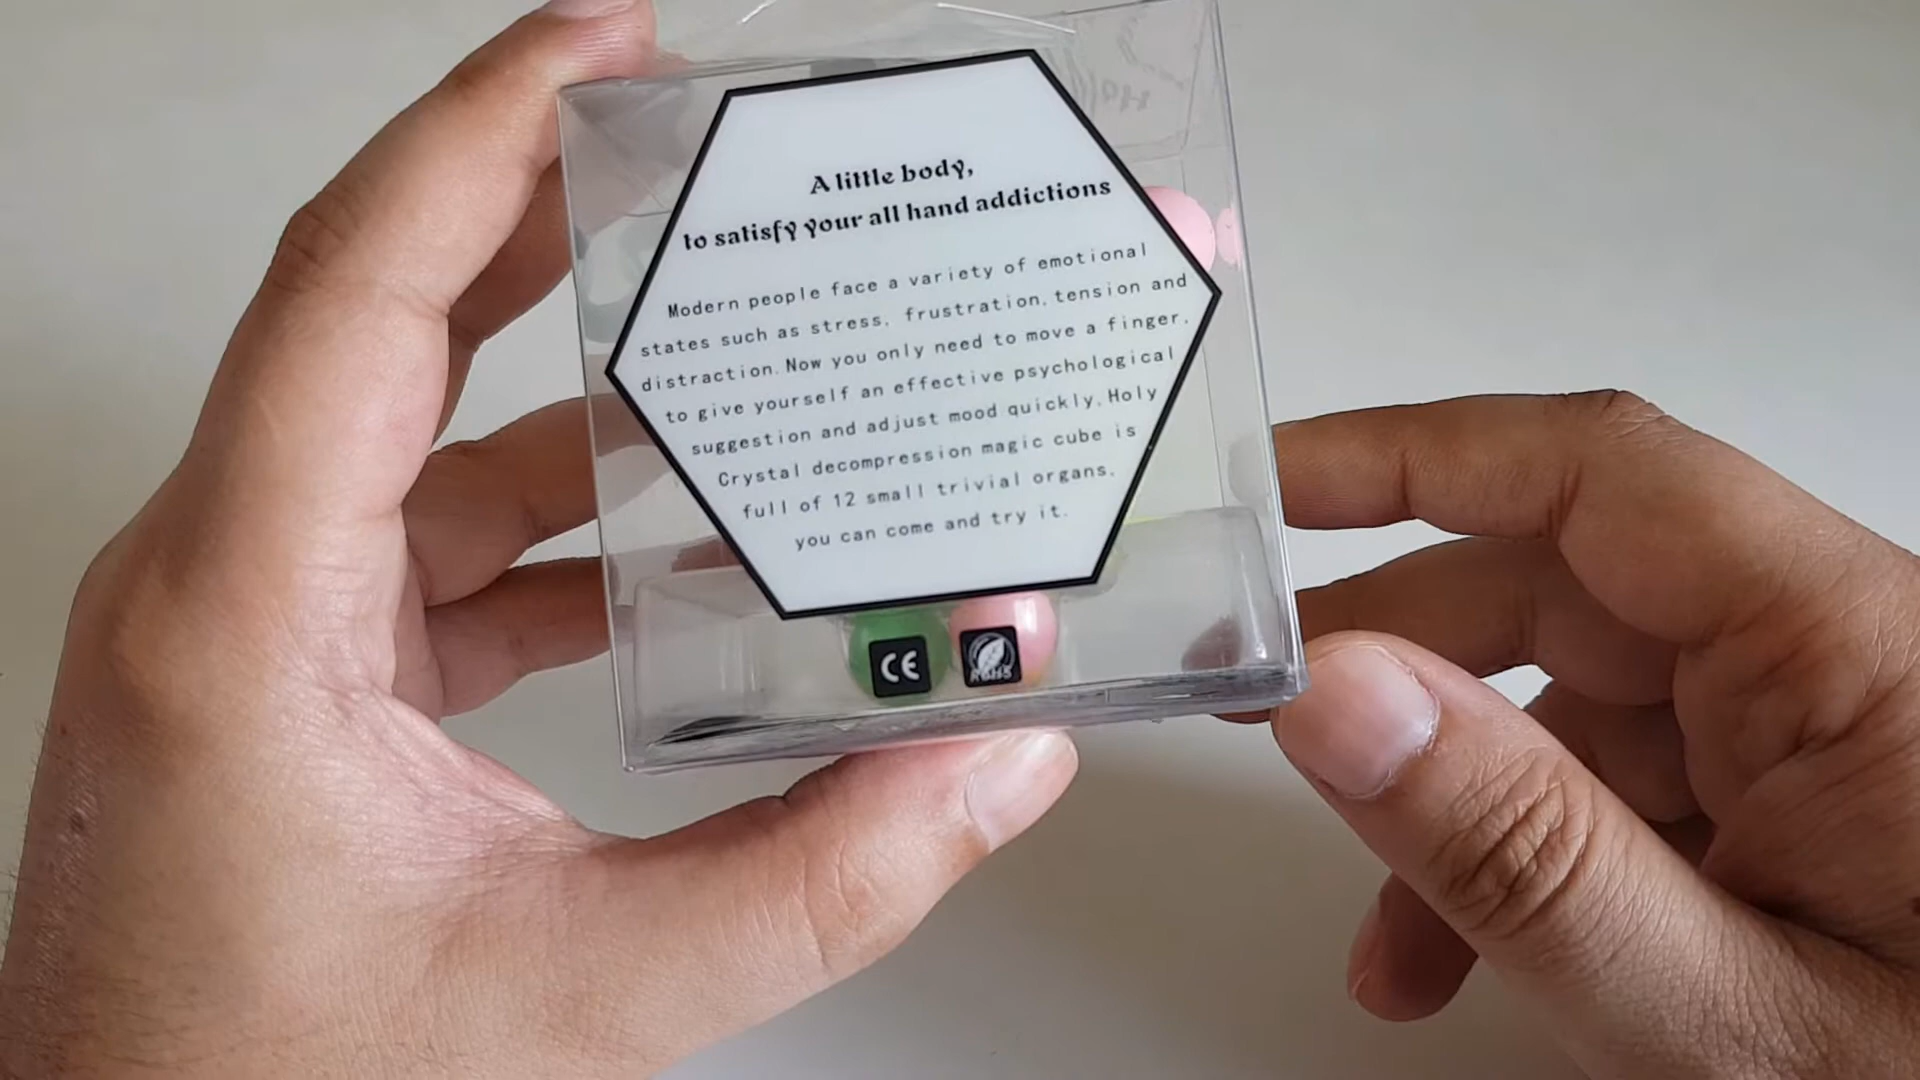 A little body,
to satisfy your all hand addictions
Modern people face a variety of emotional
states such as stress, frustration, tension and
distraction. Now you only need to move a finger,
to give yourself an effective psychological
suggestion and adjust mood quickly. Holy
Crystal decompression magic cube is
full of 12 small trivial organs,
you can come and try it.
CE
RoHS